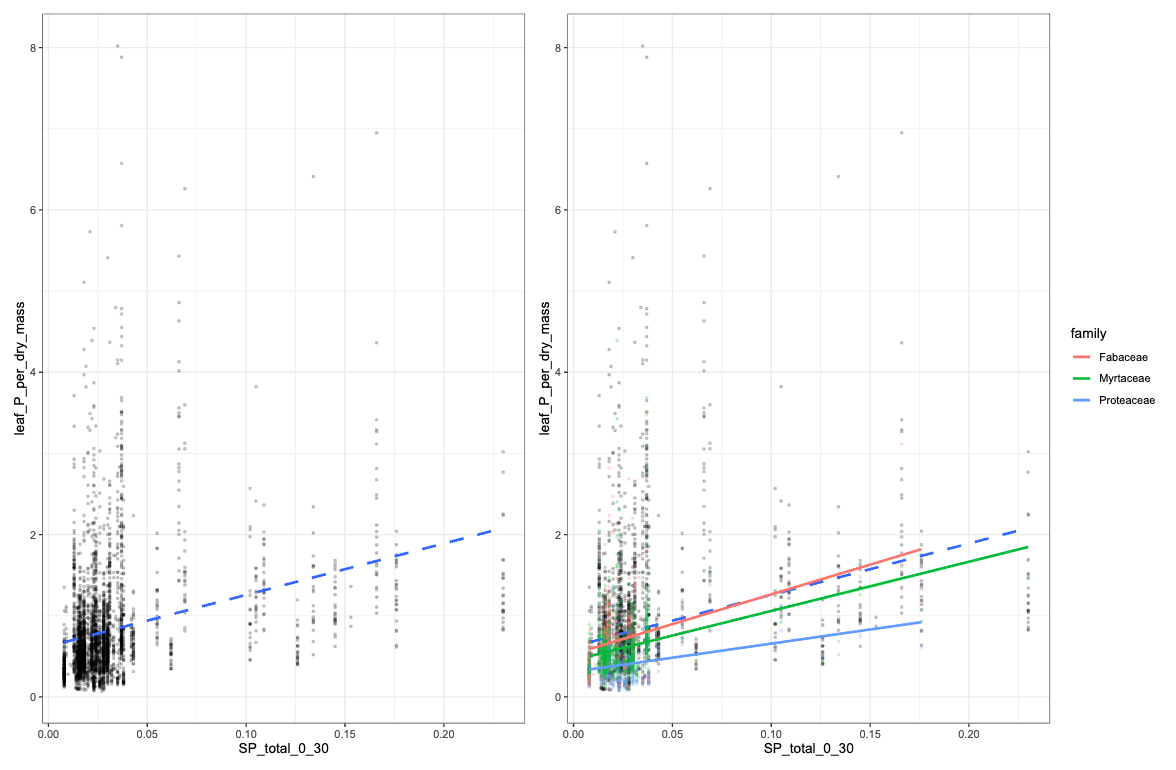 leaf_P_per_dry_mass
8
6
4
2
0
0.00 0.05 0.10 0.15 0.20
SP_total_0_30
leaf_P_per_dry_mass
8
6
4
2
0
0.00 0.05 0.10 0.15 0.20
SP_total_0_30
family
Fabaceae
Myrtaceae
Proteaceae